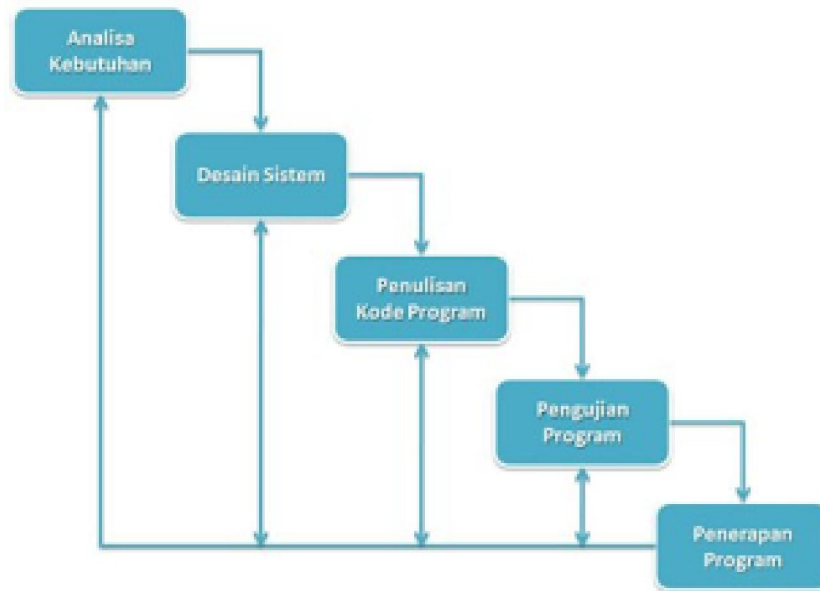 Analisa
Kebutuhan
Desain Sistem
Penulisan
Kode Program
Pengujian
Program
Penerapan
Program